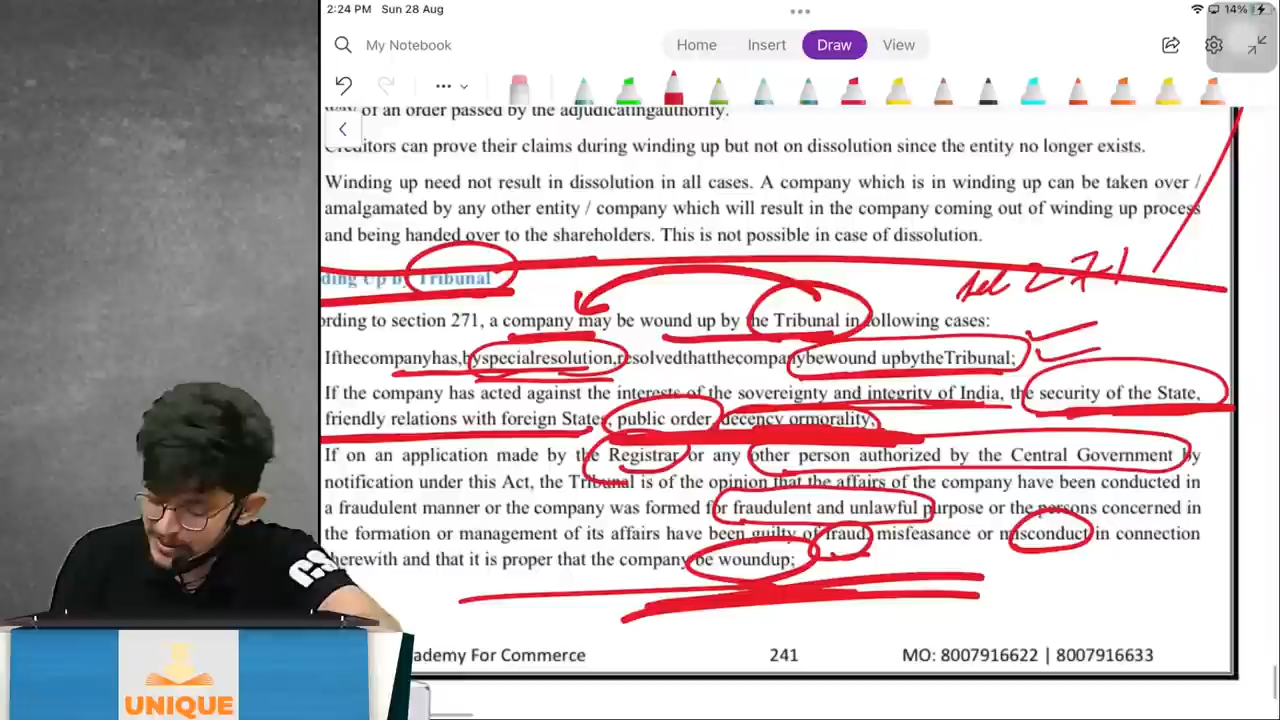 2:24 PM Sun 28 Aug
14%
My Notebook
Home Insert Draw View
way of an order passed by the adjudicatingauthority.
Creditors can prove their claims during winding up but not on dissolution since the entity no longer exists.
Winding up need not result in dissolution in all cases. A company which is in winding up can be taken over /
amalgamated by any other entity / company which will result in the company coming out of winding up process
and being handed over to the shareholders. This is not possible in case of dissolution.
ding Up by Tribunal
sec 271
ording to section 271, a company may be wound up by the Tribunal in following cases:
Ifthecompanyhas,byspecialresolution,resolvedthatthecompanybewound upbytheTribunal;
If the company has acted against the interests of the sovereignty and integrity of India, the security of the State,
friendly relations with foreign States, public order, decency ormorality,
If on an application made by the Registrar or any other person authorized by the Central Government by
notification under this Act, the Tribunal is of the opinion that the affairs of the company have been conducted in
a fraudulent manner or the company was formed for fraudulent and unlawful purpose or the persons concerned in
the formation or management of its affairs have been guilty of fraud, misfeasance or misconduct in connection
therewith and that it is proper that the company be woundup;
ademy For Commerce 241 MO: 8007916622 | 8007916633
UNIQUE